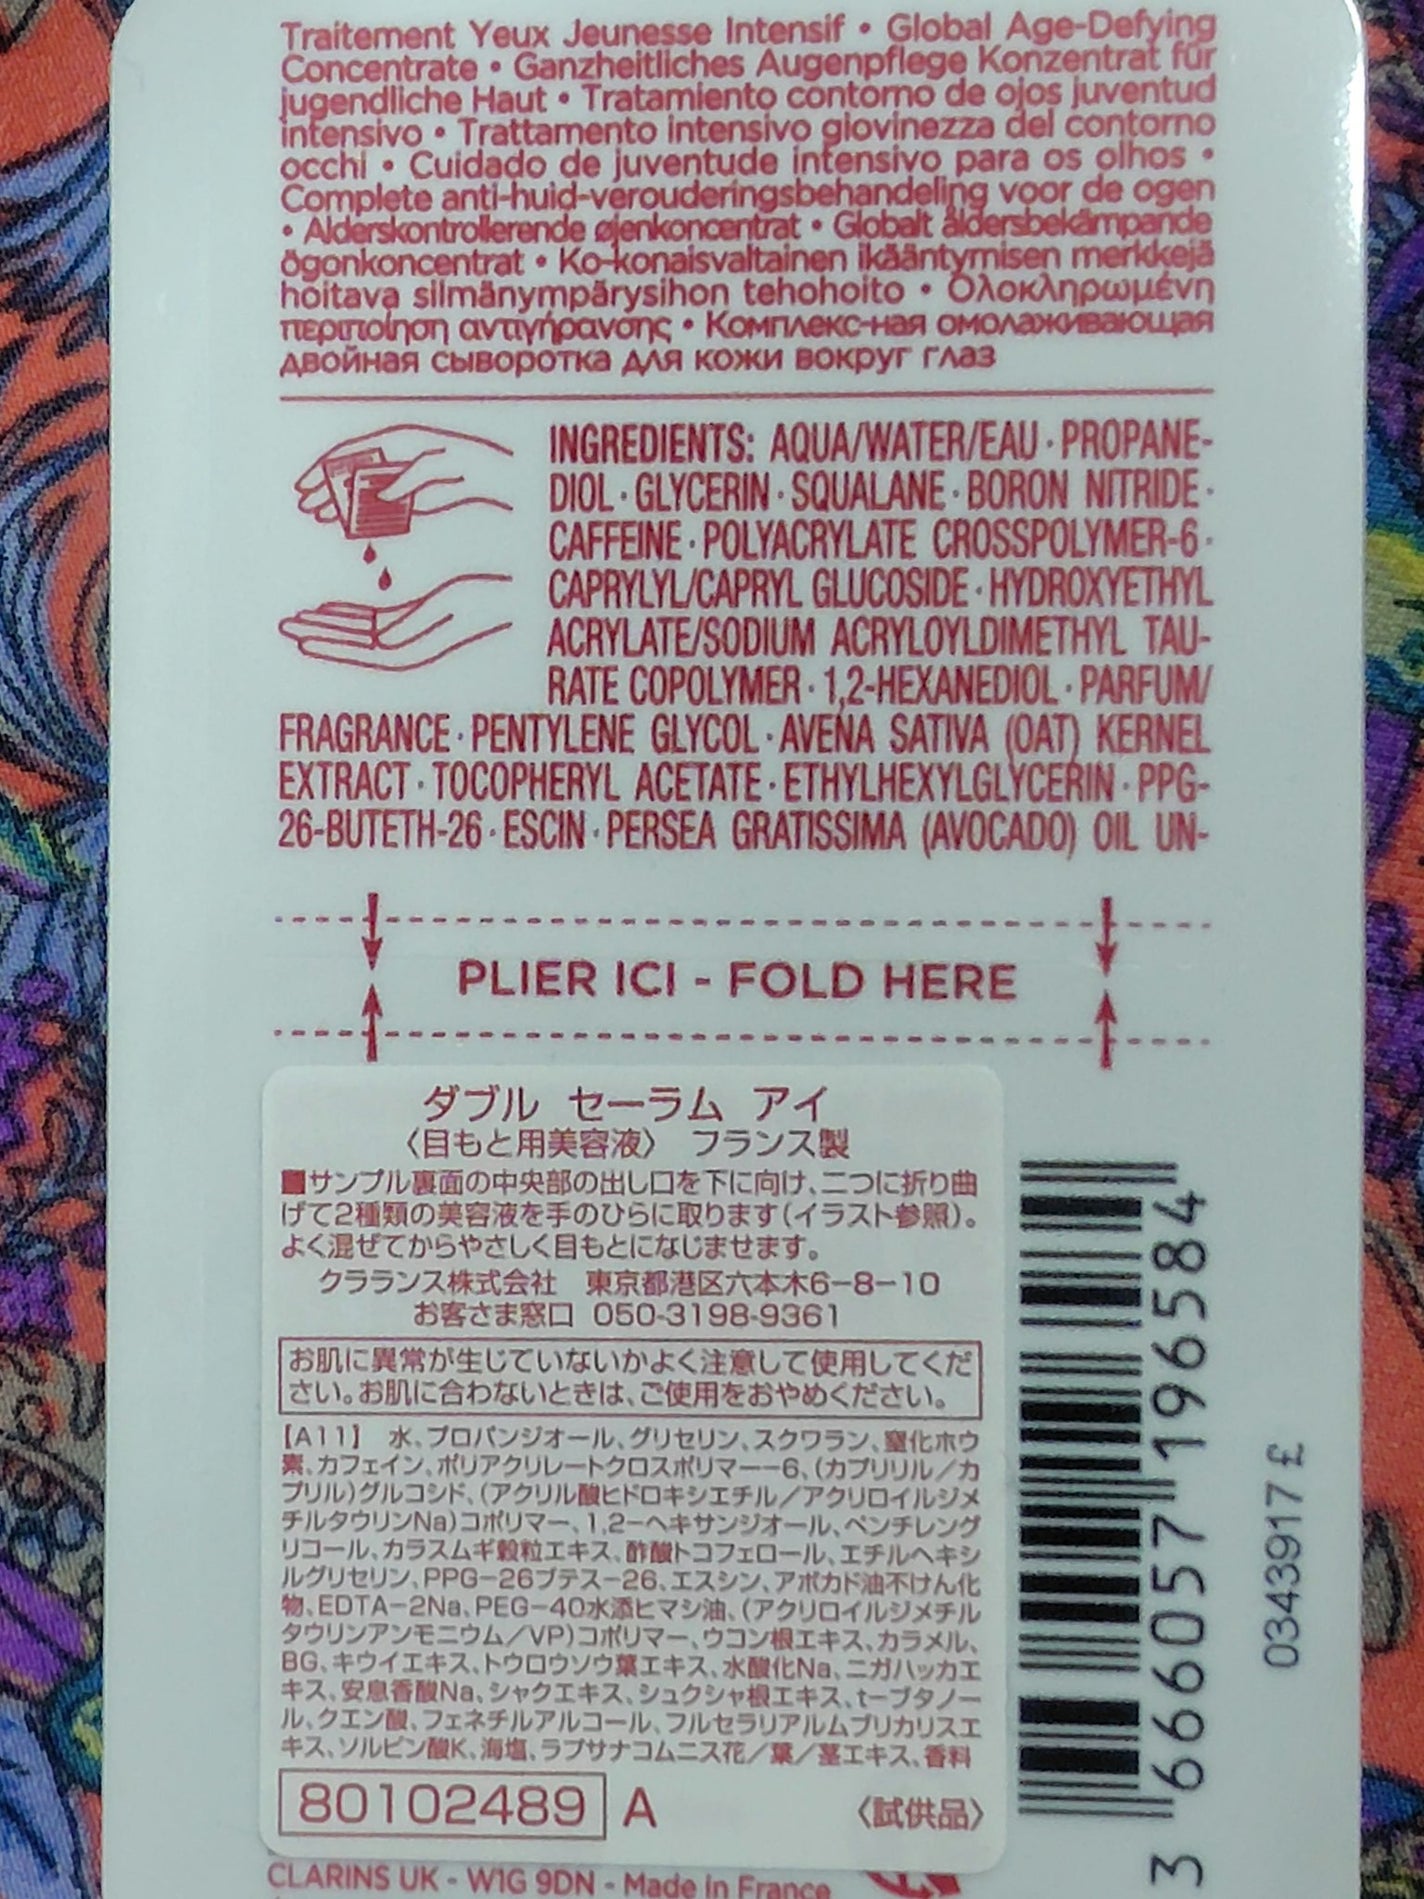 Traitement Yeux Jeunesse Intensif • Global Age-Defying
Concentrate • Ganzheitliches Augenpflege Konzentrat für
jugendliche Haut • Tratamiento contorno de ojos juventud
intensivo • Trattamento intensivo giovinezza del contorno
occhi • Cuidado de juventude intensivo para os olhos •
Complete anti-huid-verouderingsbehandeling voor de ogen
• Alderskontrollerende øjenkoncentrat • Globalt åldersbekämpande
ögonkoncentrat • Ko-konaisvaltainen ikääntymisen merkkejä
hoitava silmänympärysihon tehohoito • Ολοκληρωμένη
περιποίηση αντιγήρανσης • Комплекс-ная омолаживающая
двойная сыворотка для кожи вокруг глаз
INGREDIENTS: AQUA/WATER/EAU · PROPANE-
DIOL · GLYCERIN · SQUALANE · BORON NITRIDE ·
CAFFEINE · POLYACRYLATE CROSSPOLYMER-6 ·
CAPRYLYL/CAPRYL GLUCOSIDE · HYDROXYETHYL
ACRYLATE/SODIUM ACRYLOYLDIMETHYL TAU-
RATE COPOLYMER · 1,2-HEXANEDIOL · PARFUM/
FRAGRANCE · PENTYLENE GLYCOL · AVENA SATIVA (OAT) KERNEL
EXTRACT · TOCOPHERYL ACETATE · ETHYLHEXYLGLYCERIN · PPG-
26-BUTETH-26 · ESCIN · PERSEA GRATISSIMA (AVOCADO) OIL UN-
PLIER ICI - FOLD HERE
ダブル セーラム アイ
〈目もと用美容液〉 フランス製
■サンプル裏面の中央部の出し口を下に向け、二つに折り曲
げて2種類の美容液を手のひらに取ります(イラスト参照)。
よく混ぜてからやさしく目もとになじませます。
クラランス株式会社 東京都港区六本木6-8-10
お客さま窓口 050-3198-9361
お肌に異常が生じていないかよく注意して使用してくだ
さい。お肌に合わないときは、ご使用をおやめください。
【A11】 水、プロパンジオール、グリセリン、スクワラン、窒化ホウ
素、カフェイン、ポリアクリレートクロスポリマー-6、(カプリリル/カ
プリル)グルコシド、(アクリル酸ヒドロキシエチル/アクリロイルジメ
チルタウリンNa)コポリマー、1,2-ヘキサンジオール、ペンチレング
リコール、カラスムギ穀粒エキス、酢酸トコフェロール、エチルヘキシ
ルグリセリン、PPG-26ブテス-26、エスシン、アボカド油不けん化
物、EDTA-2Na、PEG-40水添ヒマシ油、(アクリロイルジメチル
タウリンアンモニウム/VP)コポリマー、ウコン根エキス、カラメル、
BG、キウイエキス、トウロウソウ葉エキス、水酸化Na、ニガハッカエ
キス、安息香酸Na、シャクエキス、シュクシャ根エキス、t-ブタノー
ル、クエン酸、フェネチルアルコール、フルセラリアルムブリカリスエ
キス、ソルビン酸K、海塩、ラプサナコムニス花/葉/茎エキス、香料
80102489 A 〈試供品〉
CLARINS UK - W1G 9DN - Made in France
3 666057 196584
0343917 £